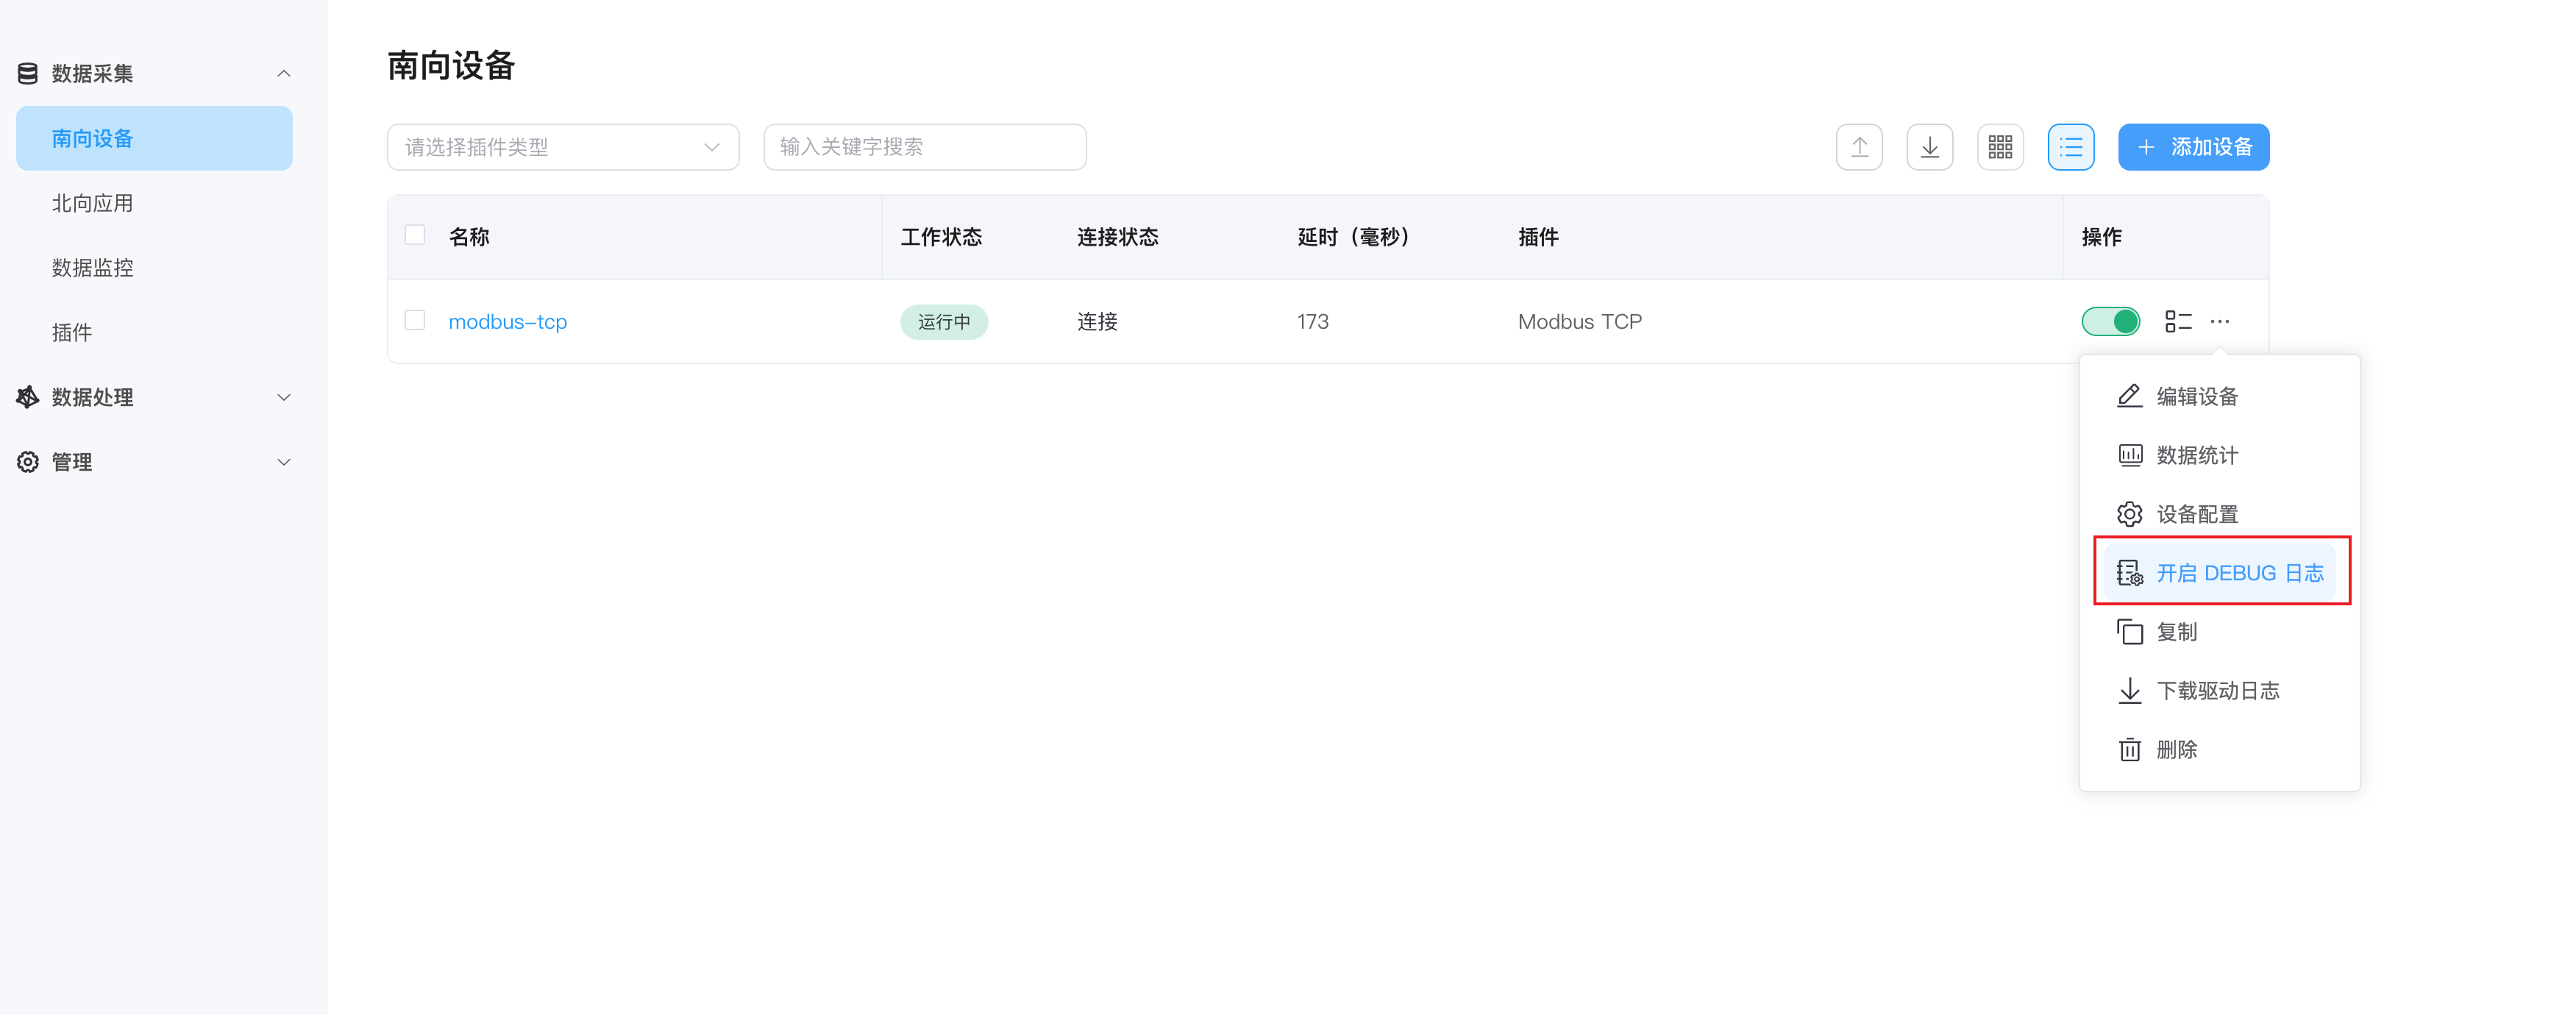 数据采集
南向设备
北向应用
数据监控
插件
数据处理
管理
南向设备
请选择插件类型
输入关键字搜索
添加设备
名称 工作状态 连接状态 延时（毫秒） 插件 操作
modbus-tcp 运行中 连接 173 Modbus TCP
编辑设备
数据统计
设备配置
开启 DEBUG 日志
复制
下载驱动日志
删除